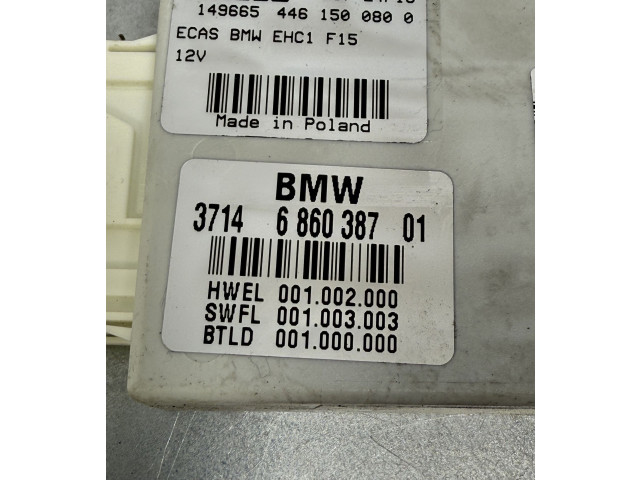 149665 446 150 080 0
ECAS BMW EHC1 F15
12V
Made in Poland
BMW
3714 6 860 387 01
HWEL 001.002.000
SWFL 001.003.003
BTLD 001.000.000